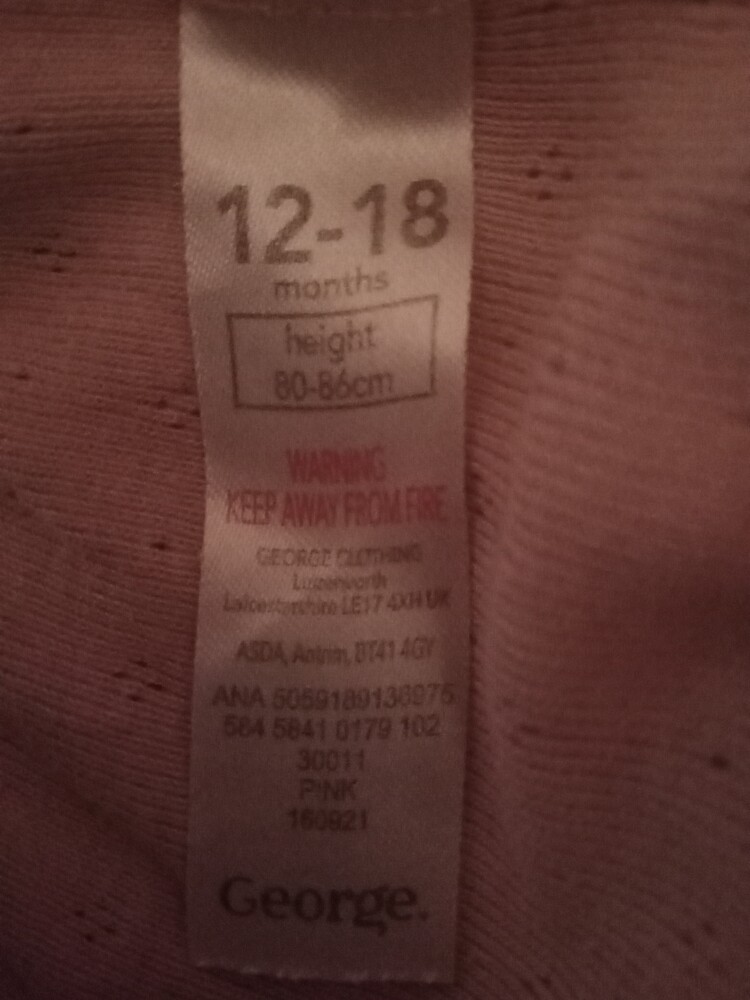 12-18
months
height
80-86cm
WARNING
KEEP AWAY FROM FIRE
GEORGE CLOTHING
Lutterworth
Leicestershire LE17 4XH UK
ASDA, Antrim, BT41 4GY
ANA
584 5841 0179 102
30011
PINK
160921
George.